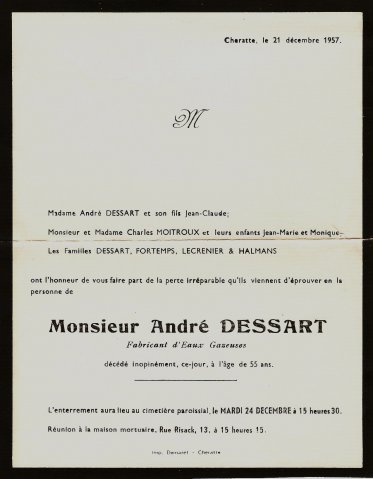 Cheratte, le 21 décembre 1957.
M
Madame André DESSART et son fils Jean-Claude;
Monsieur et Madame Charles MOITROUX et leurs enfants Jean-Marie et Monique-
Les Familles DESSART, FORTEMPS, LECRENIER & HALMANS
ont l'honneur de vous faire part de la perte irréparable qu'ils viennent d'éprouver en la
personne de
Monsieur André DESSART
Fabricant d'Eaux Gazeuses
décédé inopinément, ce-jour, à l'âge de 55 ans.
L'enterrement aura lieu au cimetière paroissial, le MARDI 24 DECEMBRE à 15 heures 30.
Réunion à la maison mortuaire, Rue Risack, 13, à 15 heures 15.
Imp. Demaret - Cheratte